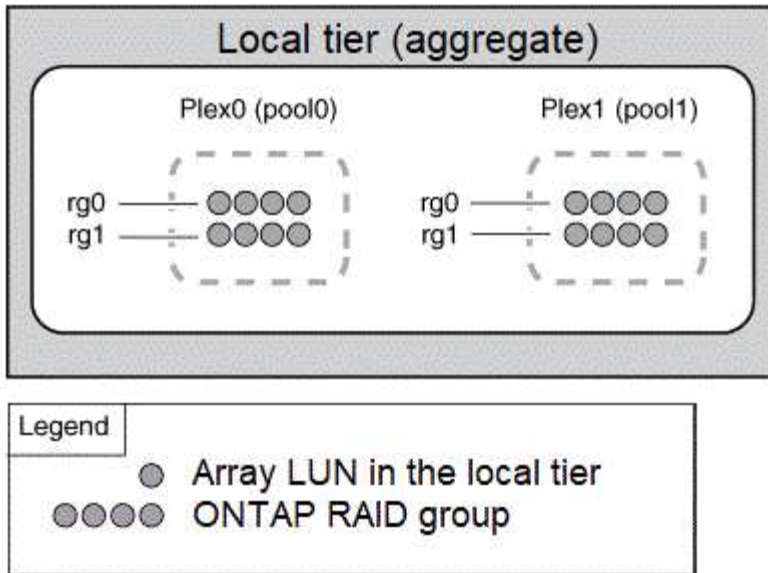 Local tier (aggregate)
Plex0 (pool0)
Plex1 (pool1)
rg0
rg1
rg0
rg1
Legend
Array LUN in the local tier
ONTAP RAID group